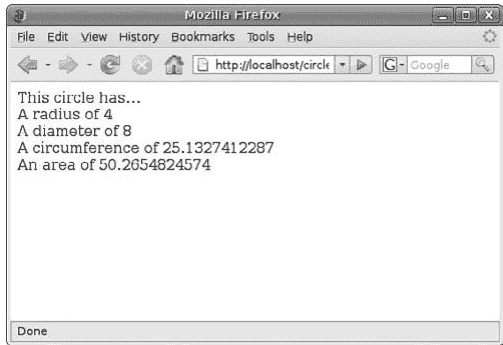 Mozilla Firefox
File Edit View History Bookmarks Tools Help
http://localhost/circle
G Google
This circle has...
A radius of 4
A diameter of 8
A circumference of 25.1327412287
An area of 50.2654824574
Done